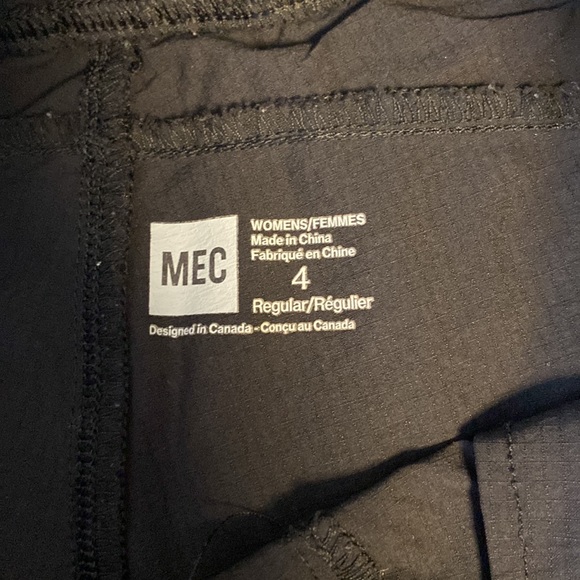 MEC
WOMENS/FEMMES
Made in China
Fabriqué en Chine
4
Regular/Régulier
Designed in Canada - Conçu au Canada